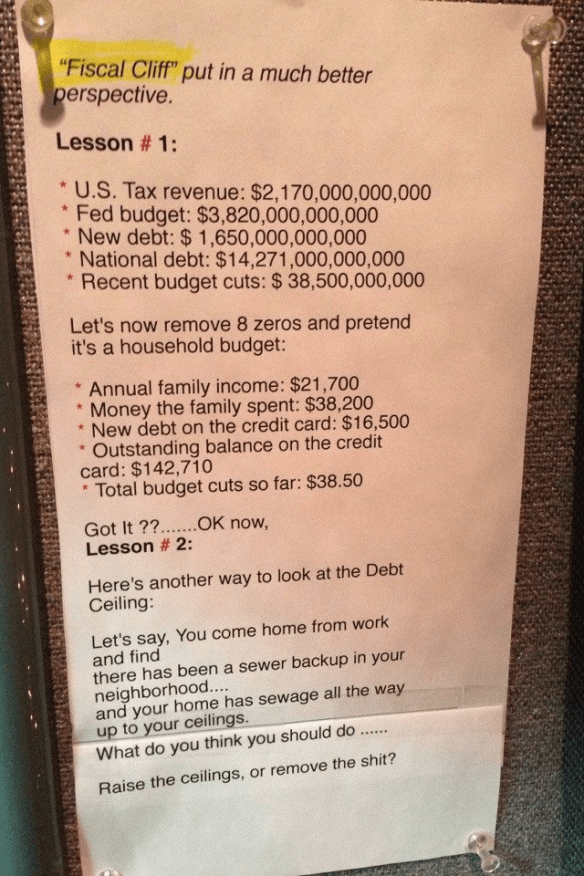 "Fiscal Cliff" put in a much better
perspective.
Lesson # 1:
* U.S. Tax revenue: $2,170,000,000,000
* Fed budget: $3,820,000,000,000
* New debt: $ 1,650,000,000,000
* National debt: $14,271,000,000,000
* Recent budget cuts: $ 38,500,000,000
Let's now remove 8 zeros and pretend
it's a household budget:
* Annual family income: $21,700
* Money the family spent: $38,200
* New debt on the credit card: $16,500
* Outstanding balance on the credit
card: $142,710
* Total budget cuts so far: $38.50
Got It ??.......OK now,
Lesson # 2:
Here's another way to look at the Debt
Ceiling:
Let's say, You come home from work
and find
there has been a sewer backup in your
neighborhood....
and your home has sewage all the way
up to your ceilings.
What do you think you should do ......
Raise the ceilings, or remove the shit?